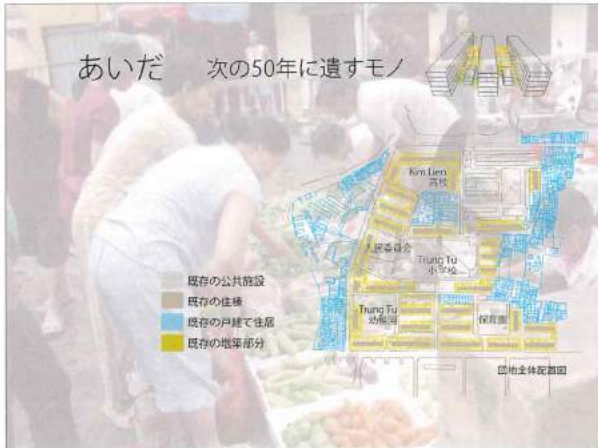 あいだ 次の50年に遺すモノ
Kim Lien
高校
人民委員会
Trung Tu
小学校
既存の公共施設
既存の住棟
既存の戸建て住居
既存の増築部分
Trung Tu
幼稚園
保育園
団地全体配置図